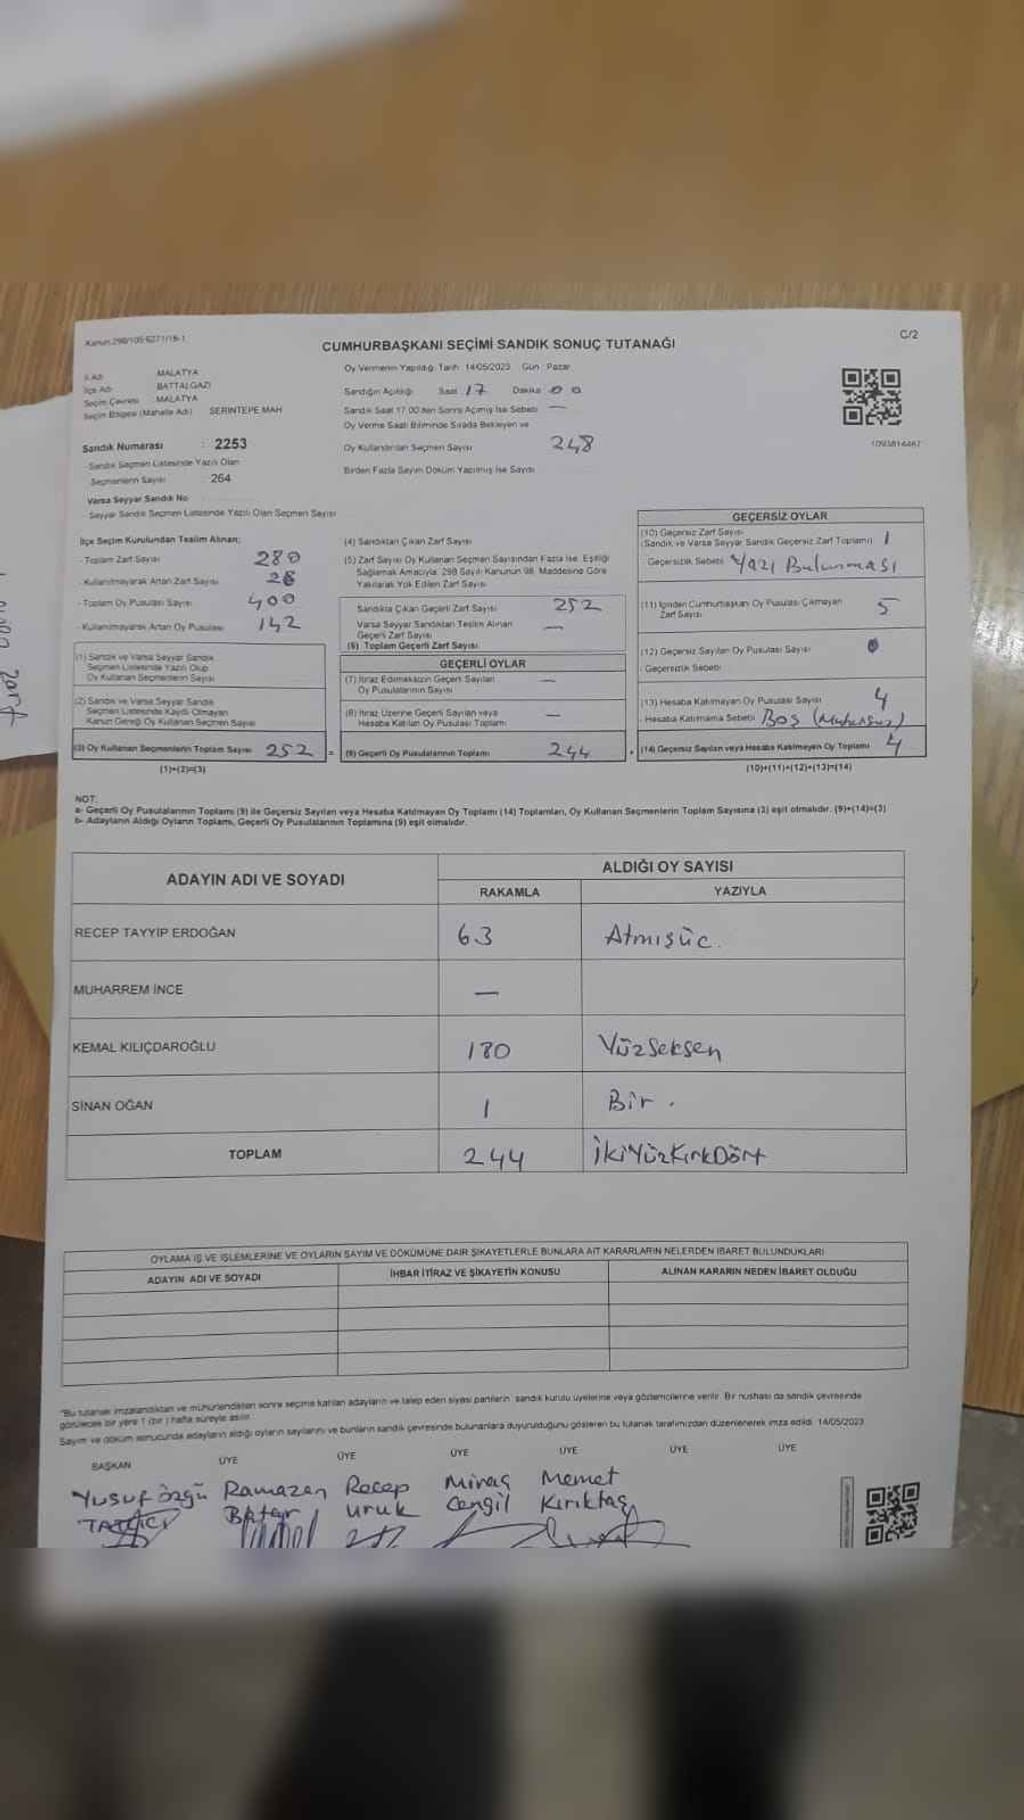 Kanun 298/105-6271/16-1
C/2
CUMHURBAŞKANI SEÇİMİ SANDIK SONUÇ TUTANAĞI
İl Adı MALATYA
İlçe Adı BATTALGAZİ
Seçim Çevresi MALATYA
Seçim Bölgesi (Mahalle Adı) SERİNTEPE MAH
Sandık Numarası : 2253
- Sandık Seçmen Listesinde Yazılı Olan
Seçmenlerin Sayısı 264
Varsa Seyyar Sandık No
- Seyyar Sandık Seçmen Listesinde Yazılı Olan Seçmen Sayısı
Oy Vermenin Yapıldığı Tarih 14/05/2023 Gün Pazar
Sandığın Açıldığı Saat 17 Dakika 00
Sandık Saat 17.00'den Sonra Açılmış İse Sebebi —
Oy Verme Saati Bitiminde Sırada Bekleyen ve
Oy Kullandırılan Seçmen Sayısı 248
Birden Fazla Sayım Döküm Yapılmış İse Sayısı
İlçe Seçim Kurulundan Teslim Alınan;
- Toplam Zarf Sayısı 280
- Kullanılmayarak Artan Zarf Sayısı 28
- Toplam Oy Pusulası Sayısı 400
- Kullanılmayarak Artan Oy Pusulası 142
(1) Sandık ve Varsa Seyyar Sandık
Seçmen Listesinde Yazılı Olup
Oy Kullanan Seçmenlerin Sayısı
(2) Sandık ve Varsa Seyyar Sandık
Seçmen Listesinde Kaydı Olmayan
Kanun Gereği Oy Kullanan Seçmen Sayısı
(3) Oy Kullanan Seçmenlerin Toplam Sayısı 252
(1)+(2)=(3)
(4) Sandıktan Çıkan Zarf Sayısı
(5) Zarf Sayısı Oy Kullanan Seçmen Sayısından Fazla İse, Eşitliği
Sağlamak Amacıyla, 298 Sayılı Kanunun 98. Maddesine Göre
Yakılarak Yok Edilen Zarf Sayısı
Sandıkta Çıkan Geçerli Zarf Sayısı 252
Varsa Seyyar Sandıktan Teslim Alınan
Geçerli Zarf Sayısı —
(6) Toplam Geçerli Zarf Sayısı
GEÇERLİ OYLAR
(7) İtiraz Edilmeksizin Geçerli Sayılan
Oy Pusulalarının Sayısı —
(8) İtiraz Üzerine Geçerli Sayılan veya
Hesaba Katılan Oy Pusulası Toplamı —
(9) Geçerli Oy Pusulalarının Toplamı 244
GEÇERSİZ OYLAR
(10) Geçersiz Zarf Sayısı
(Sandık ve Varsa Seyyar Sandık Geçersiz Zarf Toplamı) 1
Geçersizlik Sebebi Yazı Bulunması
(11) İçinden Cumhurbaşkanı Oy Pusulası Çıkmayan
Zarf Sayısı 5
(12) Geçersiz Sayılan Oy Pusulası Sayısı 0
Geçersizlik Sebebi
(13) Hesaba Katılmayan Oy Pusulası Sayısı 4
Hesaba Katılmama Sebebi Boş (Mühürsüz)
(14) Geçersiz Sayılan veya Hesaba Katılmayan Oy Toplamı 4
(10)+(11)+(12)+(13)=(14)
NOT:
a- Geçerli Oy Pusulalarının Toplamı (9) ile Geçersiz Sayılan veya Hesaba Katılmayan Oy Toplamı (14) Toplamları, Oy Kullanan Seçmenlerin Toplam Sayısına (3) eşit olmalıdır. (9)+(14)=(3)
b- Adayların Aldığı Oyların Toplamı, Geçerli Oy Pusulalarının Toplamına (9) eşit olmalıdır.
ADAYIN ADI VE SOYADI ALDIĞI OY SAYISI
RAKAMLA YAZIYLA
RECEP TAYYİP ERDOĞAN 63 Atmışüç.
MUHARREM İNCE —
KEMAL KILIÇDAROĞLU 180 Yüzseksen
SİNAN OĞAN 1 Bir.
TOPLAM 244 İkiYüzKırkDört
OYLAMA İŞ VE İŞLEMLERİNE VE OYLARIN SAYIM VE DÖKÜMÜNE DAİR ŞİKAYETLERLE BUNLARA AİT KARARLARIN NELERDEN İBARET BULUNDUKLARI
ADAYIN ADI VE SOYADI İHBAR İTİRAZ VE ŞİKAYETİN KONUSU ALINAN KARARIN NEDEN İBARET OLDUĞU
"Bu tutanak imzalandıktan ve mühürlendikten sonra seçime katılan adayların ve talep eden siyasi partilerin sandık kurulu üyelerine veya gözlemcilerine verilir. Bir nüshası da sandık çevresinde
görülecek bir yere 1 (bir) hafta süreyle asılır.
Sayım ve döküm sonucunda adayların aldığı oyların sayılarını ve bunların sandık çevresinde bulunanlara duyurulduğunu gösteren bu tutanak tarafımızdan düzenlenerek imza edildi. 14/05/2023
BAŞKAN ÜYE ÜYE ÜYE ÜYE ÜYE ÜYE
Yusuf Özgü Ramazan Recep Miraç Memet
TATGICI Uruk Cengil Kırıktaş